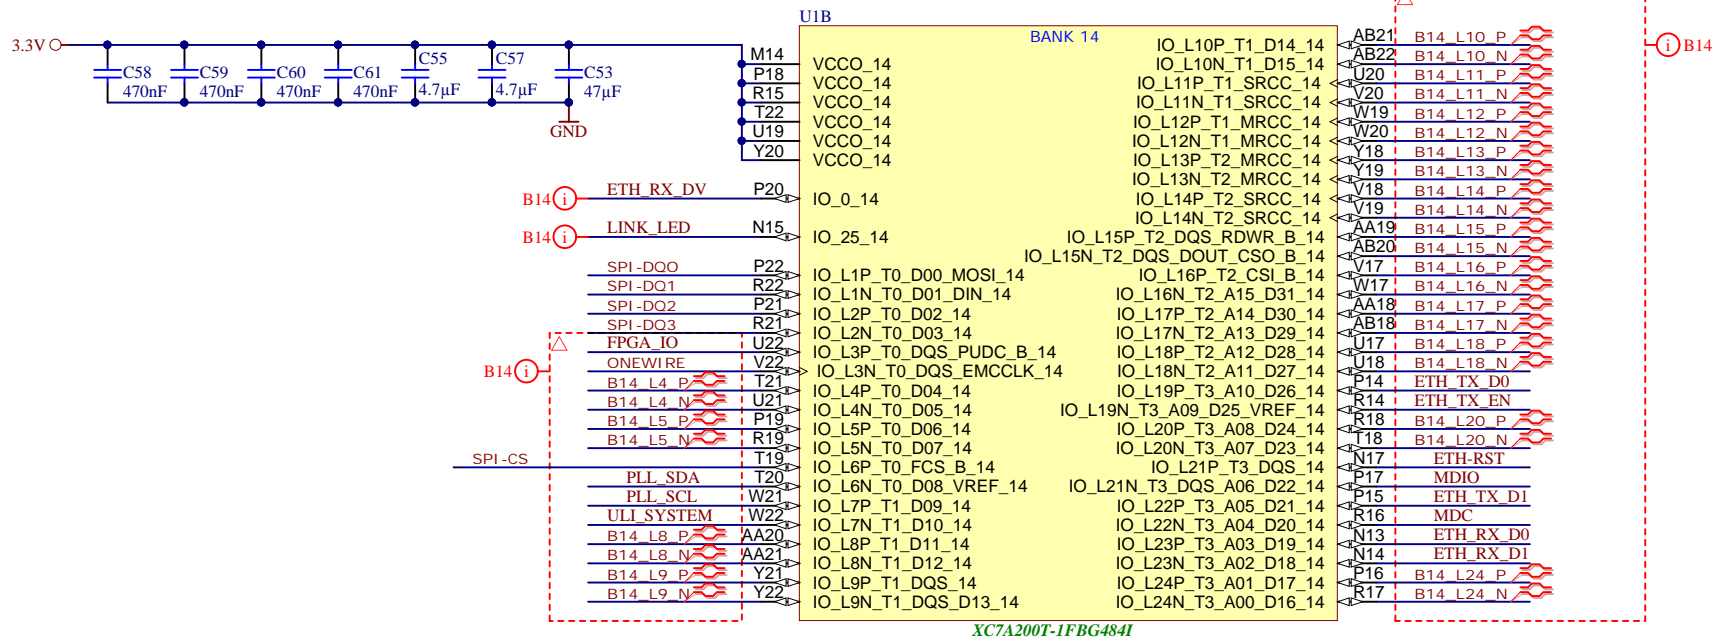 U1B
3.3V
C58
470nF
C59
470nF
C60
470nF
C61
470nF
C55
4.7µF
C57
4.7µF
C53
47µF
GND
BANK 14
M14 VCCO_14
P18 VCCO_14
R15 VCCO_14
T22 VCCO_14
U19 VCCO_14
Y20 VCCO_14
B14 i ETH_RX_DV P20 IO_0_14
B14 i LINK_LED N15 IO_25_14
SPI-DQ0 P22 IO_L1P_T0_D00_MOSI_14
SPI-DQ1 R22 IO_L1N_T0_D01_DIN_14
SPI-DQ2 P21 IO_L2P_T0_D02_14
SPI-DQ3 R21 IO_L2N_T0_D03_14
FPGA_IO U22 IO_L3P_T0_DQS_PUDC_B_14
B14 i ONEWIRE V22 IO_L3N_T0_DQS_EMCCLK_14
B14_L4_P T21 IO_L4P_T0_D04_14
B14_L4_N U21 IO_L4N_T0_D05_14
B14_L5_P P19 IO_L5P_T0_D06_14
B14_L5_N R19 IO_L5N_T0_D07_14
SPI-CS T19 IO_L6P_T0_FCS_B_14
PLL_SDA T20 IO_L6N_T0_D08_VREF_14
PLL_SCL W21 IO_L7P_T1_D09_14
ULI_SYSTEM W22 IO_L7N_T1_D10_14
B14_L8_P AA20 IO_L8P_T1_D11_14
B14_L8_N AA21 IO_L8N_T1_D12_14
B14_L9_P Y21 IO_L9P_T1_DQS_14
B14_L9_N Y22 IO_L9N_T1_DQS_D13_14
IO_L10P_T1_D14_14 AB21 B14_L10_P i B14
IO_L10N_T1_D15_14 AB22 B14_L10_N
IO_L11P_T1_SRCC_14 U20 B14_L11_P
IO_L11N_T1_SRCC_14 V20 B14_L11_N
IO_L12P_T1_MRCC_14 W19 B14_L12_P
IO_L12N_T1_MRCC_14 W20 B14_L12_N
IO_L13P_T2_MRCC_14 Y18 B14_L13_P
IO_L13N_T2_MRCC_14 Y19 B14_L13_N
IO_L14P_T2_SRCC_14 V18 B14_L14_P
IO_L14N_T2_SRCC_14 V19 B14_L14_N
IO_L15P_T2_DQS_RDWR_B_14 AA19 B14_L15_P
IO_L15N_T2_DQS_DOUT_CSO_B_14 AB20 B14_L15_N
IO_L16P_T2_CSI_B_14 V17 B14_L16_P
IO_L16N_T2_A15_D31_14 W17 B14_L16_N
IO_L17P_T2_A14_D30_14 AA18 B14_L17_P
IO_L17N_T2_A13_D29_14 AB18 B14_L17_N
IO_L18P_T2_A12_D28_14 U17 B14_L18_P
IO_L18N_T2_A11_D27_14 U18 B14_L18_N
IO_L19P_T3_A10_D26_14 P14 ETH_TX_D0
IO_L19N_T3_A09_D25_VREF_14 R14 ETH_TX_EN
IO_L20P_T3_A08_D24_14 R18 B14_L20_P
IO_L20N_T3_A07_D23_14 T18 B14_L20_N
IO_L21P_T3_DQS_14 N17 ETH-RST
IO_L21N_T3_DQS_A06_D22_14 P17 MDIO
IO_L22P_T3_A05_D21_14 P15 ETH_TX_D1
IO_L22N_T3_A04_D20_14 R16 MDC
IO_L23P_T3_A03_D19_14 N13 ETH_RX_D0
IO_L23N_T3_A02_D18_14 N14 ETH_RX_D1
IO_L24P_T3_A01_D17_14 P16 B14_L24_P
IO_L24N_T3_A00_D16_14 R17 B14_L24_N
XC7A200T-1FBG484I